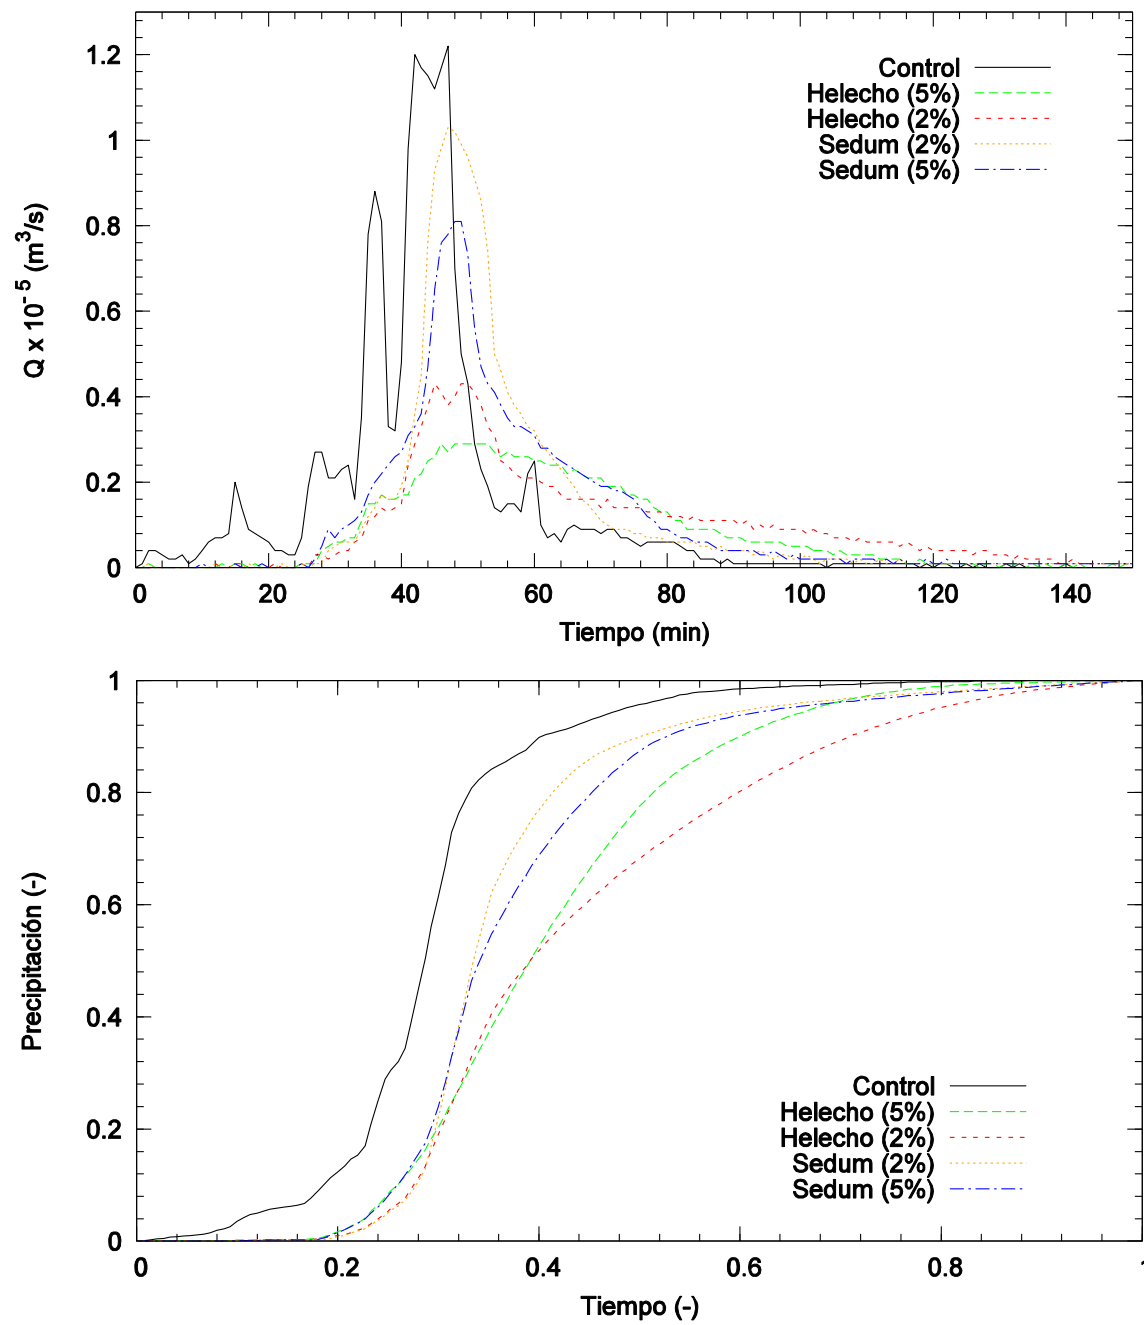 1.2
1
0.8
0.6
0.4
0.2
0
Q x 10⁻⁵ (m³/s)
Control
Helecho (5%)
Helecho (2%)
Sedum (2%)
Sedum (5%)
0 20 40 60 80 100 120 140
Tiempo (min)
1
0.8
0.6
0.4
0.2
0
Precipitación (-)
Control
Helecho (5%)
Helecho (2%)
Sedum (2%)
Sedum (5%)
0 0.2 0.4 0.6 0.8 1
Tiempo (-)